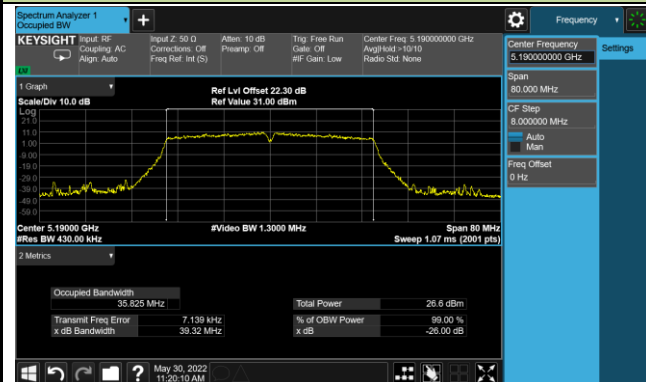 Spectrum Analyzer 1
Occupied BW
+
Frequency
KEYSIGHT
Input: RF
Coupling: AC
Align: Auto
Input Z: 50 Ω
Corrections: Off
Freq Ref: Int (S)
Atten: 10 dB
Preamp: Off
Trig: Free Run
Gate: Off
#IF Gain: Low
Center Freq: 5.190000000 GHz
Avg|Hold:>10/10
Radio Std: None
Center Frequency
5.190000000 GHz
Settings
Span
80.000 MHz
CF Step
8.000000 MHz
Auto
Man
Freq Offset
0 Hz
1 Graph
Scale/Div 10.0 dB
Ref Lvl Offset 22.30 dB
Ref Value 31.00 dBm
Log
21.0
11.0
1.00
-9.00
-19.0
-29.0
-39.0
-49.0
-59.0
Center 5.19000 GHz
#Res BW 430.00 kHz
#Video BW 1.3000 MHz
Span 80 MHz
Sweep 1.07 ms (2001 pts)
2 Metrics
Occupied Bandwidth
35.825 MHz
Total Power 26.6 dBm
Transmit Freq Error 7.139 kHz
% of OBW Power 99.00 %
x dB Bandwidth 39.32 MHz
x dB -26.00 dB
?
May 30, 2022
11:20:10 AM